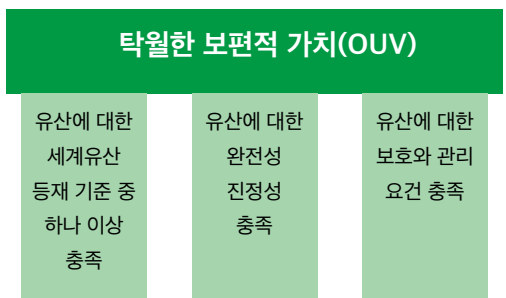 탁월한 보편적 가치(OUV)
유산에 대한
세계유산
등재 기준 중
하나 이상
충족
유산에 대한
완전성
진정성
충족
유산에 대한
보호와 관리
요건 충족